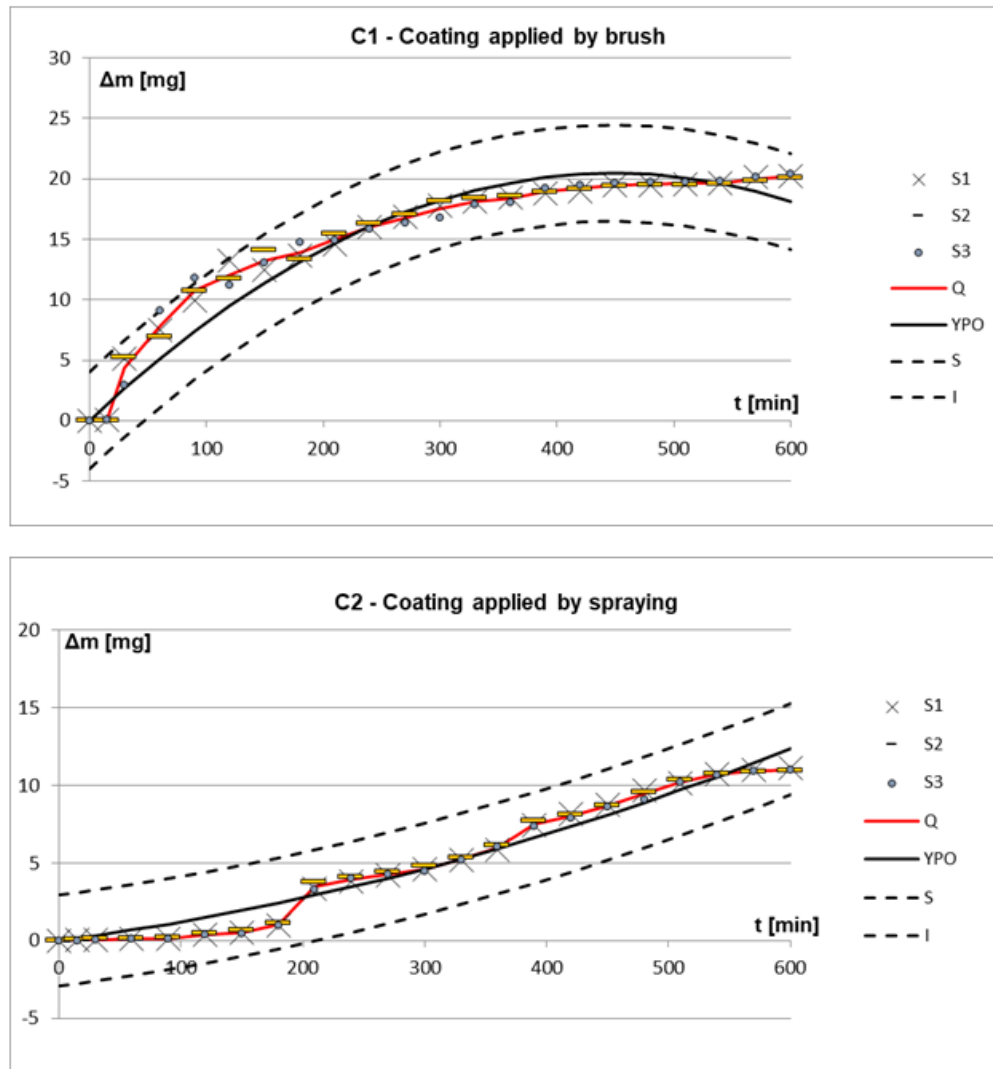 C1 - Coating applied by brush
30
Δm [mg]
25
20
15
10
5
0
-5
t [min]
0 100 200 300 400 500 600
S1
S2
S3
Q
YPO
S
I
C2 - Coating applied by spraying
20
Δm [mg]
15
10
5
0
-5
t [min]
0 100 200 300 400 500 600
S1
S2
S3
Q
YPO
S
I